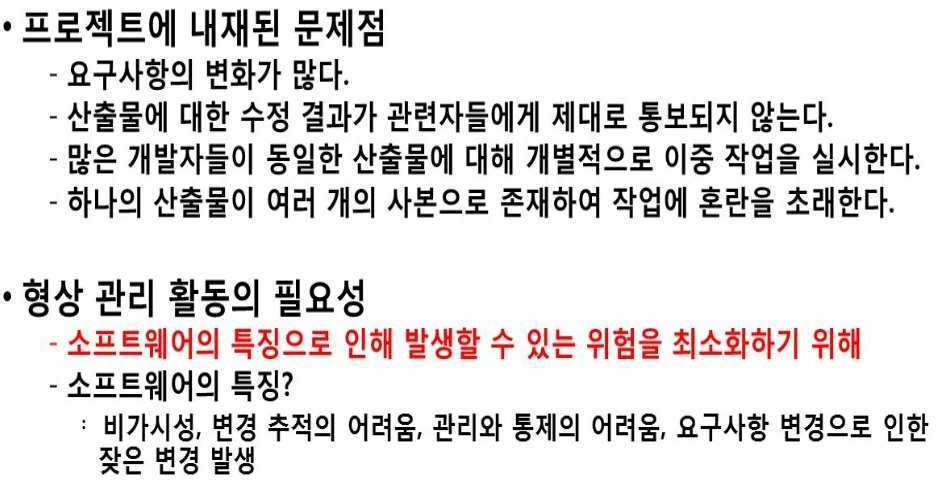 • 프로젝트에 내재된 문제점
- 요구사항의 변화가 많다.
- 산출물에 대한 수정 결과가 관련자들에게 제대로 통보되지 않는다.
- 많은 개발자들이 동일한 산출물에 대해 개별적으로 이중 작업을 실시한다.
- 하나의 산출물이 여러 개의 사본으로 존재하여 작업에 혼란을 초래한다.
• 형상 관리 활동의 필요성
- 소프트웨어의 특징으로 인해 발생할 수 있는 위험을 최소화하기 위해
- 소프트웨어의 특징?
: 비가시성, 변경 추적의 어려움, 관리와 통제의 어려움, 요구사항 변경으로 인한
잦은 변경 발생